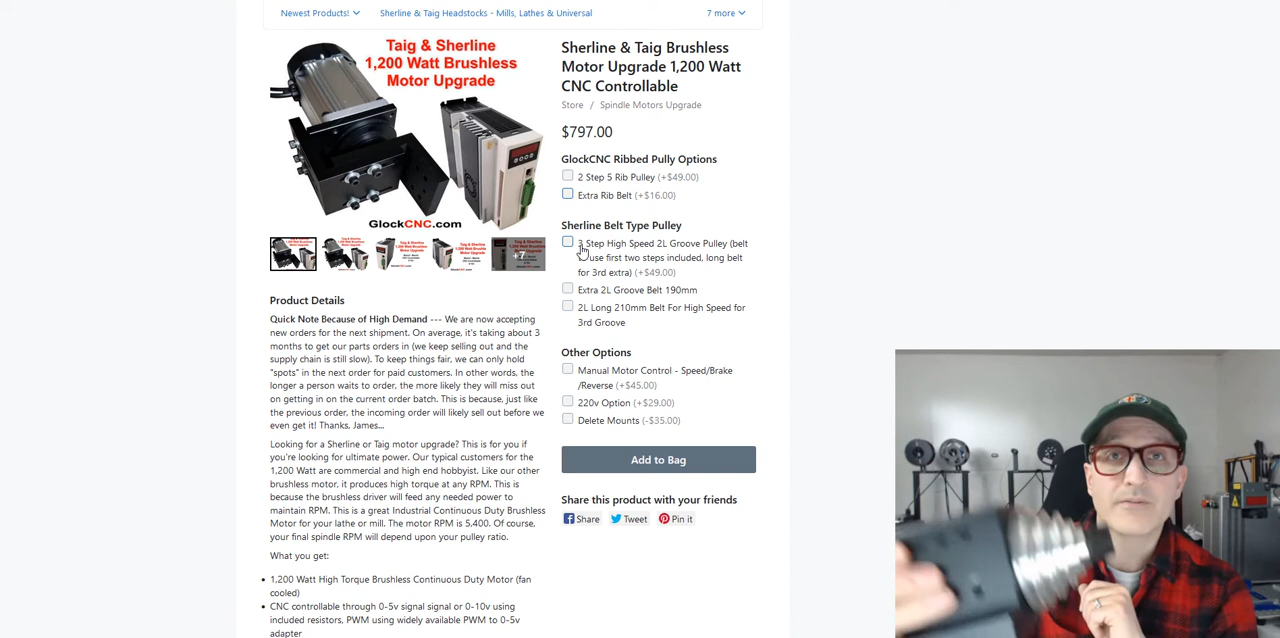 Newest Products!
Sherline & Taig Headstocks - Mills, Lathes & Universal
7 more
Taig & Sherline
1,200 Watt Brushless
Motor Upgrade
GlockCNC.com
+7
Sherline & Taig Brushless
Motor Upgrade 1,200 Watt
CNC Controllable
Store / Spindle Motors Upgrade
$797.00
GlockCNC Ribbed Pully Options
2 Step 5 Rib Pulley (+$49.00)
Extra Rib Belt (+$16.00)
Sherline Belt Type Pulley
3 Step High Speed 2L Groove Pulley (belt
use first two steps included, long belt
for 3rd extra) (+$49.00)
Extra 2L Groove Belt 190mm
2L Long 210mm Belt For High Speed for
3rd Groove
Other Options
Manual Motor Control - Speed/Brake
/Reverse (+$45.00)
220v Option (+$29.00)
Delete Mounts (-$35.00)
Add to Bag
Share this product with your friends
Share Tweet Pin it
Product Details
Quick Note Because of High Demand --- We are now accepting
new orders for the next shipment. On average, it's taking about 3
months to get our parts orders in (we keep selling out and the
supply chain is still slow). To keep things fair, we can only hold
"spots" in the next order for paid customers. In other words, the
longer a person waits to order, the more likely they will miss out
on getting in on the current order batch. This is because, just like
the previous order, the incoming order will likely sell out before we
even get it! Thanks, James...
Looking for a Sherline or Taig motor upgrade? This is for you if
you're looking for ultimate power. Our typical customers for the
1,200 Watt are commercial and high end hobbyist. Like our other
brushless motor, it produces high torque at any RPM. This is
because the brushless driver will feed any needed power to
maintain RPM. This is a great Industrial Continuous Duty Brushless
Motor for your lathe or mill. The motor RPM is 5,400. Of course,
your final spindle RPM will depend upon your pulley ratio.
What you get:
1,200 Watt High Torque Brushless Continuous Duty Motor (fan
cooled)
CNC controllable through 0-5v signal signal or 0-10v using
included resistors, PWM using widely available PWM to 0-5v
adapter